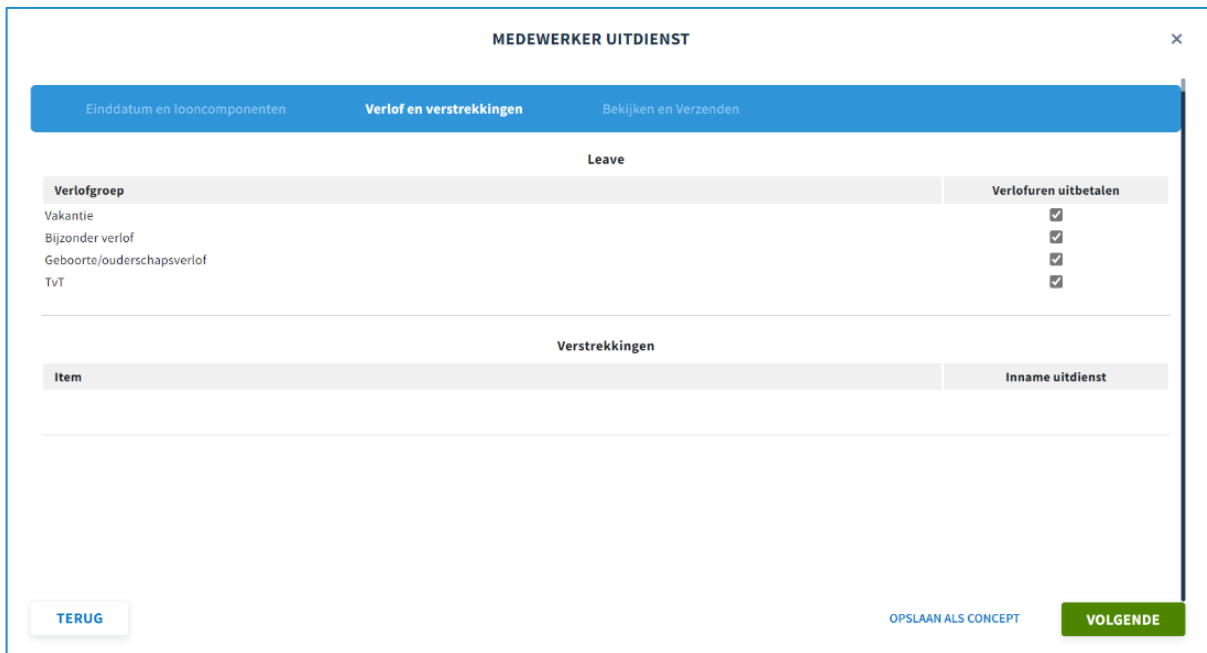 MEDEWERKER UITDIENST ×
Einddatum en looncomponenten Verlof en verstrekkingen Bekijken en Verzenden
Leave
Verlofgroep Verlofuren uitbetalen
Vakantie
Bijzonder verlof
Geboorte/ouderschapsverlof
TvT
Verstrekkingen
Item Inname uitdienst
TERUG OPSLAAN ALS CONCEPT VOLGENDE